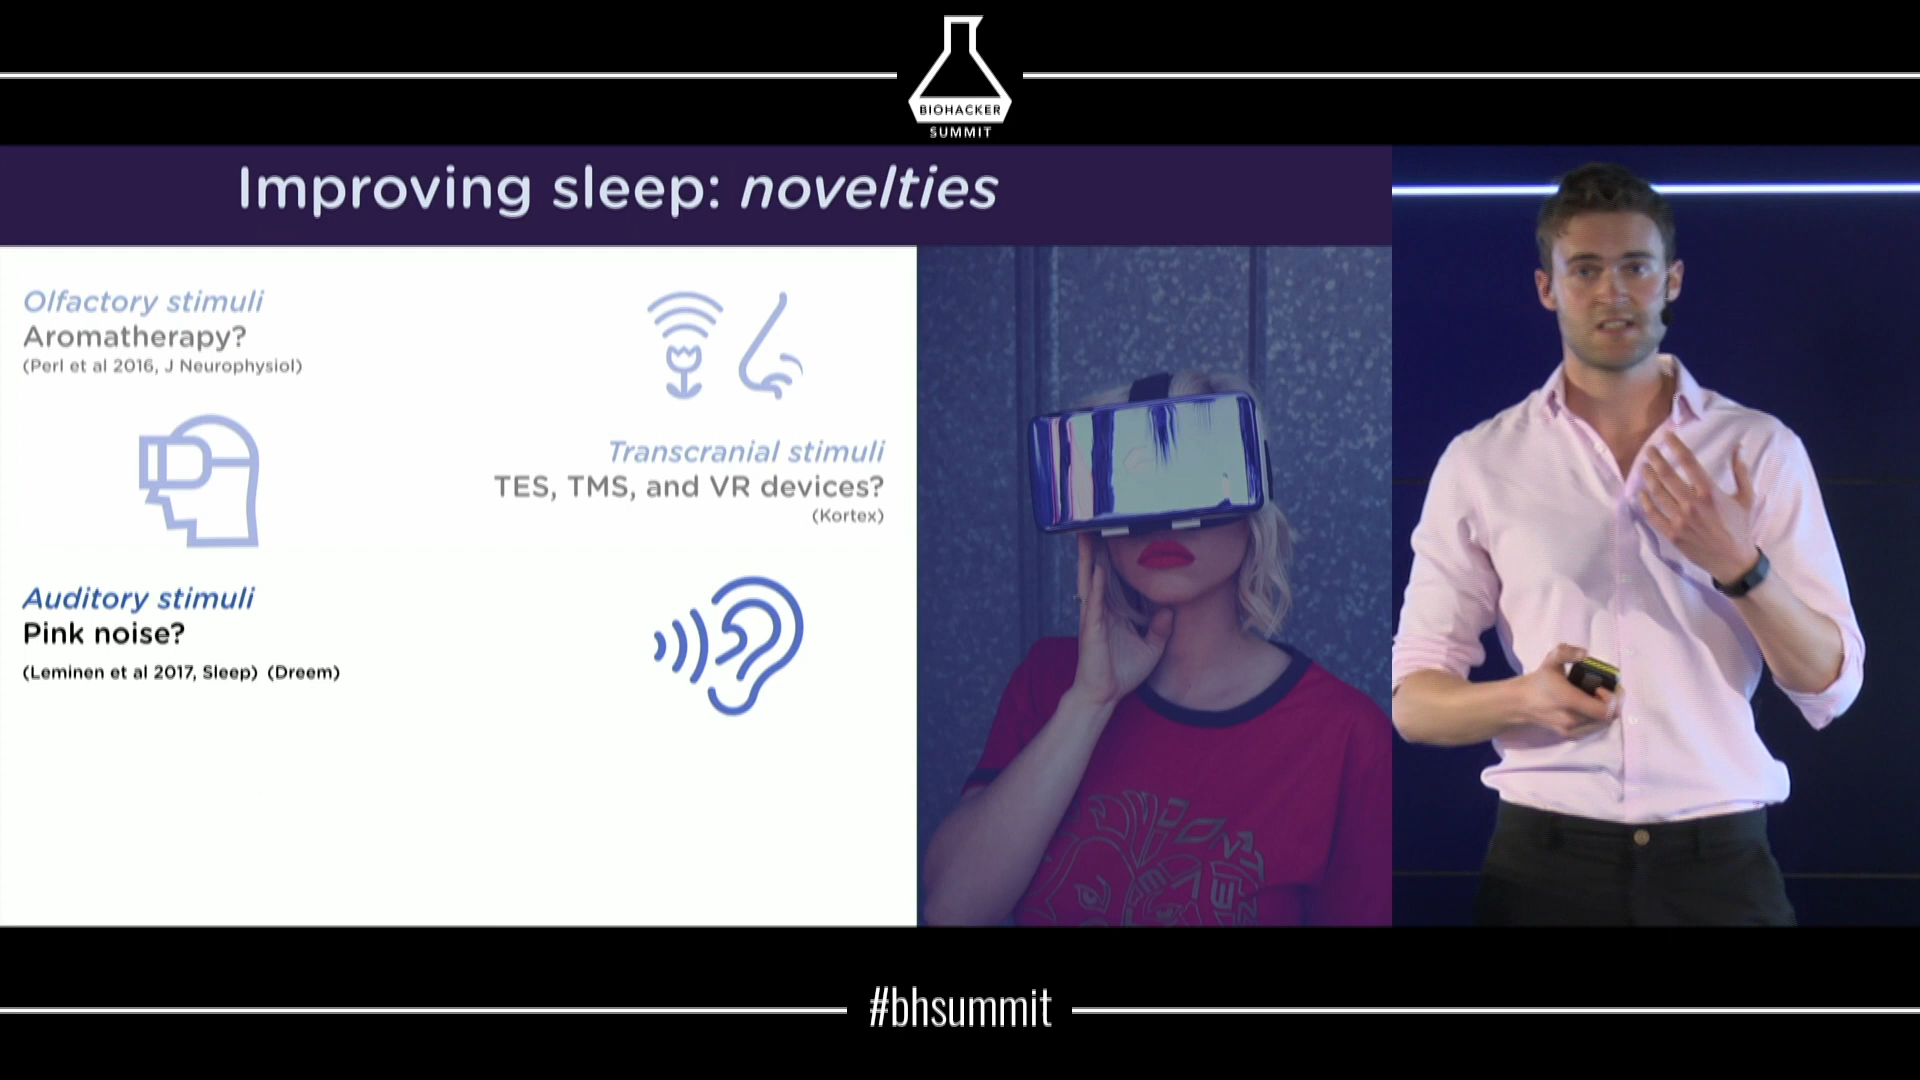 BIOHACKER
SUMMIT
Improving sleep: novelties
Olfactory stimuli
Aromatherapy?
(Perl et al 2016, J Neurophysiol)
Transcranial stimuli
TES, TMS, and VR devices?
(Kortex)
Auditory stimuli
Pink noise?
(Leminen et al 2017, Sleep) (Dreem)
#bhsummit